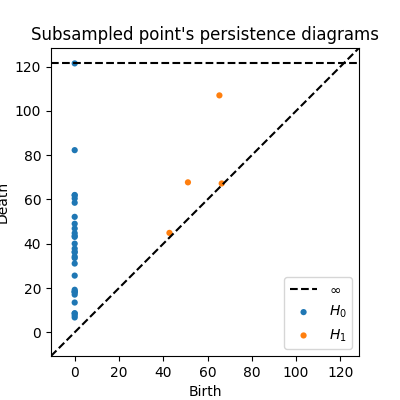 Subsampled point's persistence diagrams
Death
120
100
80
60
40
20
0
∞
H₀
H₁
0 20 40 60 80 100 120
Birth